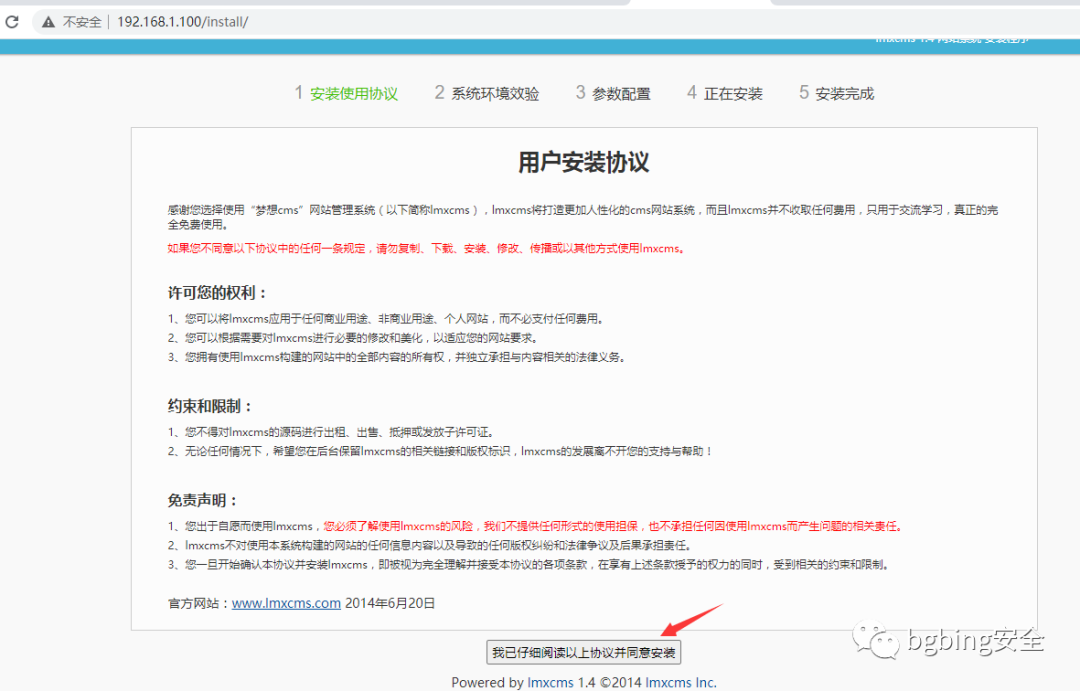 不安全 192.168.1.100/install/
lmxcms 1.4 网站系统 安装程序
1 安装使用协议 2 系统环境效验 3 参数配置 4 正在安装 5 安装完成
用户安装协议
感谢您选择使用“梦想cms”网站管理系统（以下简称lmxcms），lmxcms将打造更加人性化的cms网站系统，而且lmxcms并不收取任何费用，只用于交流学习，真正的完
全免费使用。
如果您不同意以下协议中的任何一条规定，请勿复制、下载、安装、修改、传播或以其他方式使用lmxcms。
许可您的权利：
1、您可以将lmxcms应用于任何商业用途、非商业用途、个人网站，而不必支付任何费用。
2、您可以根据需要对lmxcms进行必要的修改和美化，以适应您的网站要求。
3、您拥有使用lmxcms构建的网站中的全部内容的所有权，并独立承担与内容相关的法律义务。
约束和限制：
1、您不得对lmxcms的源码进行出租、出售、抵押或发放子许可证。
2、无论任何情况下，希望您在后台保留lmxcms的相关链接和版权标识，lmxcms的发展离不开您的支持与帮助！
免责声明：
1、您出于自愿而使用lmxcms，您必须了解使用lmxcms的风险，我们不提供任何形式的使用担保，也不承担任何因使用lmxcms而产生问题的相关责任。
2、lmxcms不对使用本系统构建的网站的任何信息内容以及导致的任何版权纠纷和法律争议及后果承担责任。
3、您一旦开始确认本协议并安装lmxcms，即被视为完全理解并接受本协议的各项条款，在享有上述条款授予的权力的同时，受到相关的约束和限制。
官方网站：www.lmxcms.com 2014年6月20日
我已仔细阅读以上协议并同意安装
bgbing安全
Powered by lmxcms 1.4 ©2014 lmxcms Inc.